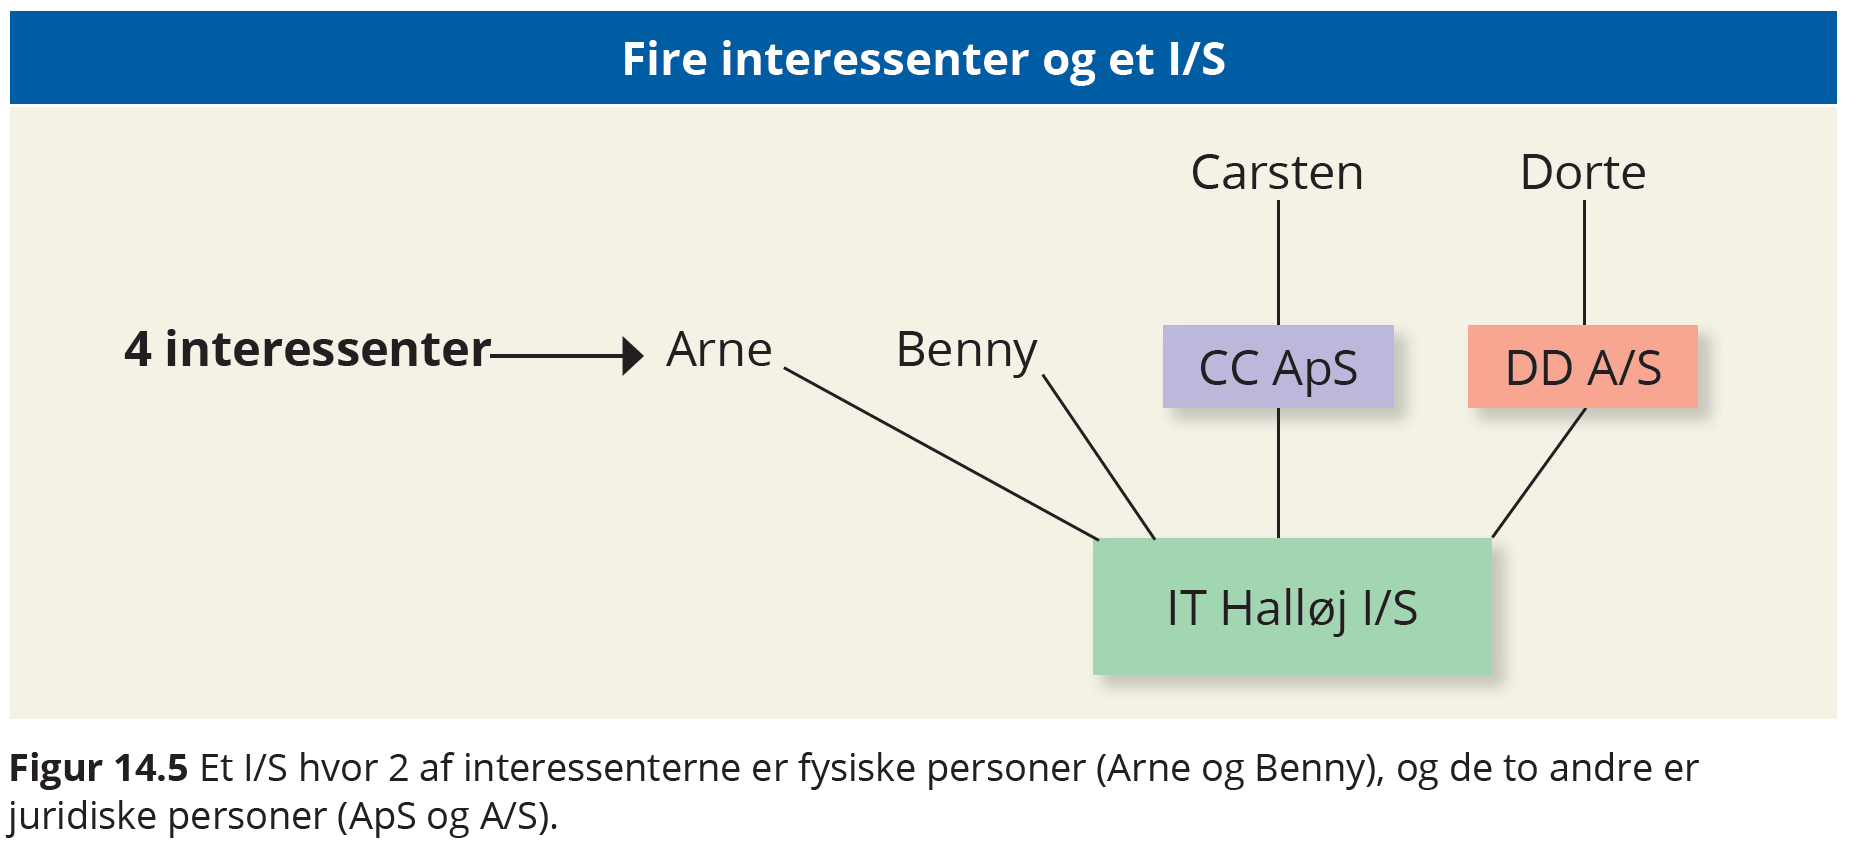 Fire interessenter og et I/S
Carsten
Dorte
4 interessenter
Arne
Benny
CC ApS
DD A/S
IT Halløj I/S
Figur 14.5 Et I/S hvor 2 af interessenterne er fysiske personer (Arne og Benny), og de to andre er
juridiske personer (ApS og A/S).